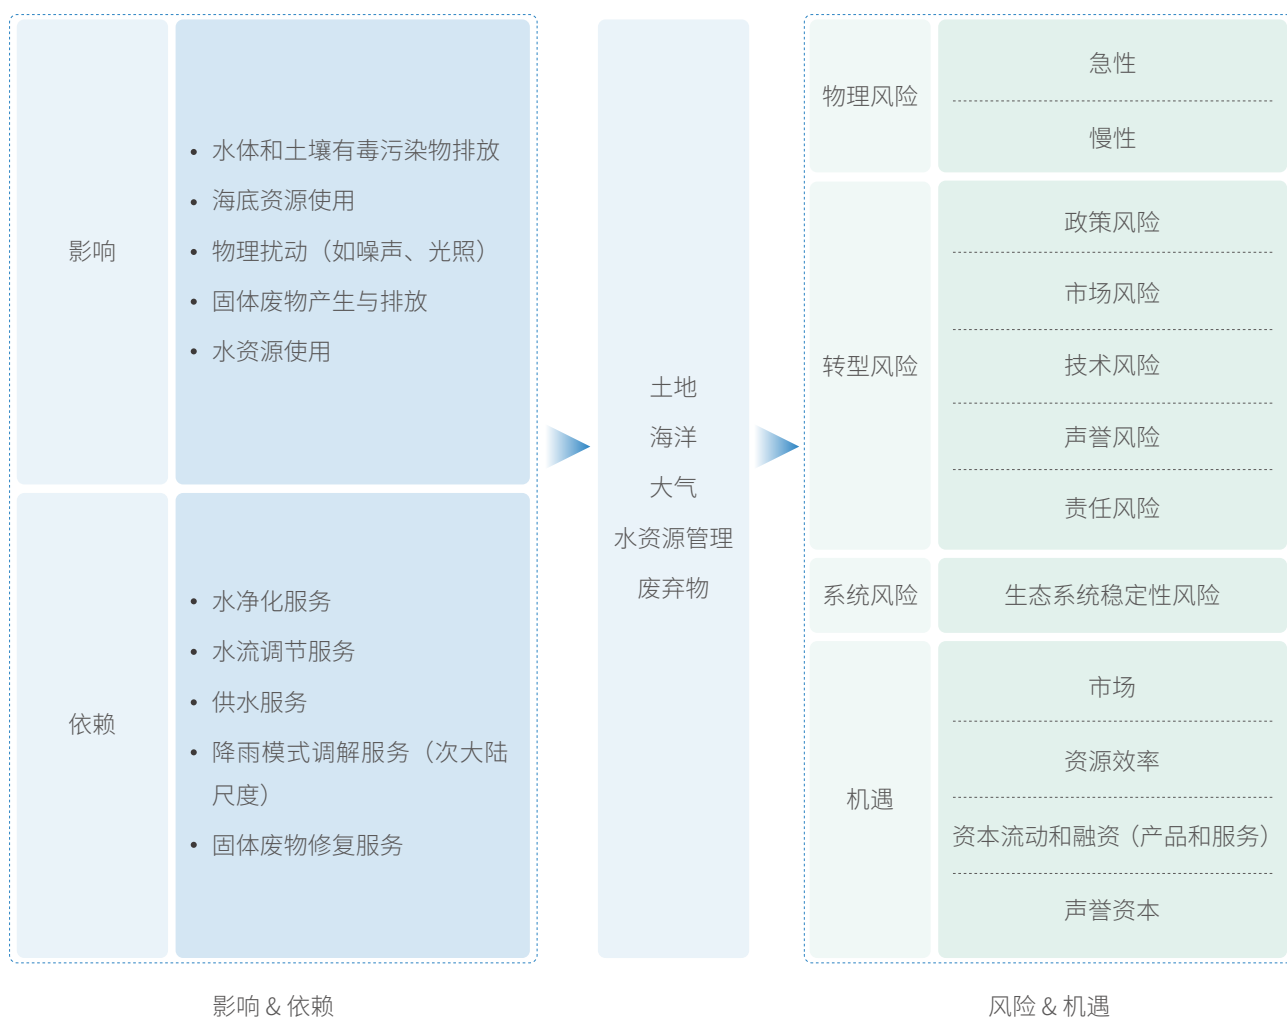 影响
• 水体和土壤有毒污染物排放
• 海底资源使用
• 物理扰动（如噪声、光照）
• 固体废物产生与排放
• 水资源使用
依赖
• 水净化服务
• 水流调节服务
• 供水服务
• 降雨模式调解服务（次大陆
尺度）
• 固体废物修复服务
影响 & 依赖
土地
海洋
大气
水资源管理
废弃物
物理风险
急性
慢性
转型风险
政策风险
市场风险
技术风险
声誉风险
责任风险
系统风险
生态系统稳定性风险
机遇
市场
资源效率
资本流动和融资（产品和服务）
声誉资本
风险 & 机遇